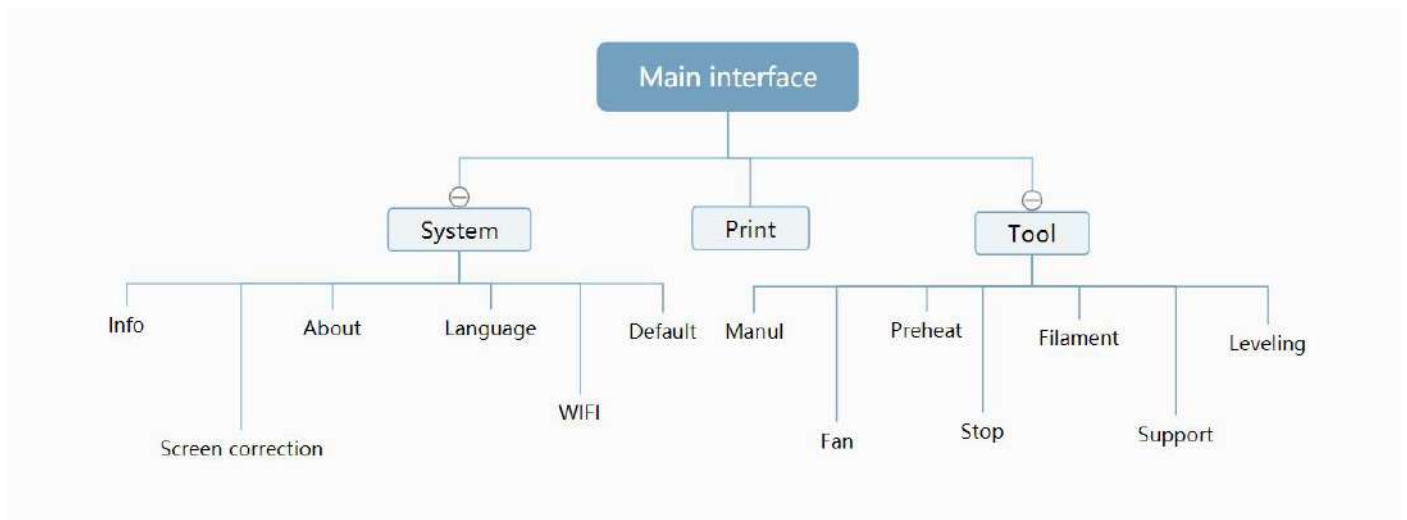 Main interface
System
Print
Tool
Info
Screen correction
About
Language
WIFI
Default
Manul
Fan
Preheat
Stop
Filament
Support
Leveling